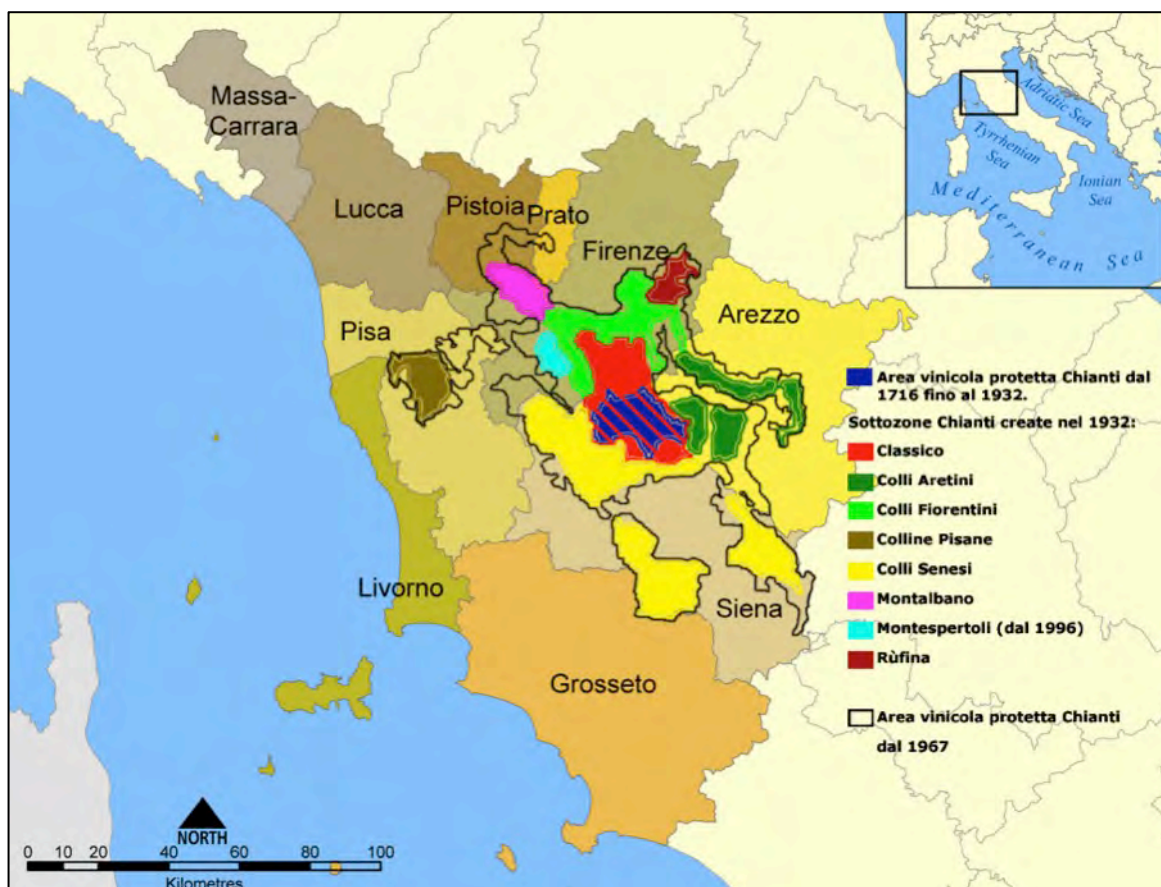 Massa-
Carrara
Lucca
Pistoia
Prato
Firenze
Pisa
Arezzo
Livorno
Siena
Grosseto
Adriatic Sea
Tyrrhenian
Sea
Ionian
Sea
Mediterranean Sea
Area vinicola protetta Chianti dal
1716 fino al 1932.
Sottozone Chianti create nel 1932:
Classico
Colli Aretini
Colli Fiorentini
Colline Pisane
Colli Senesi
Montalbano
Montespertoli (dal 1996)
Rùfina
Area vinicola protetta Chianti
dal 1967
NORTH
0 10 20 40 60 80 100
Kilometres